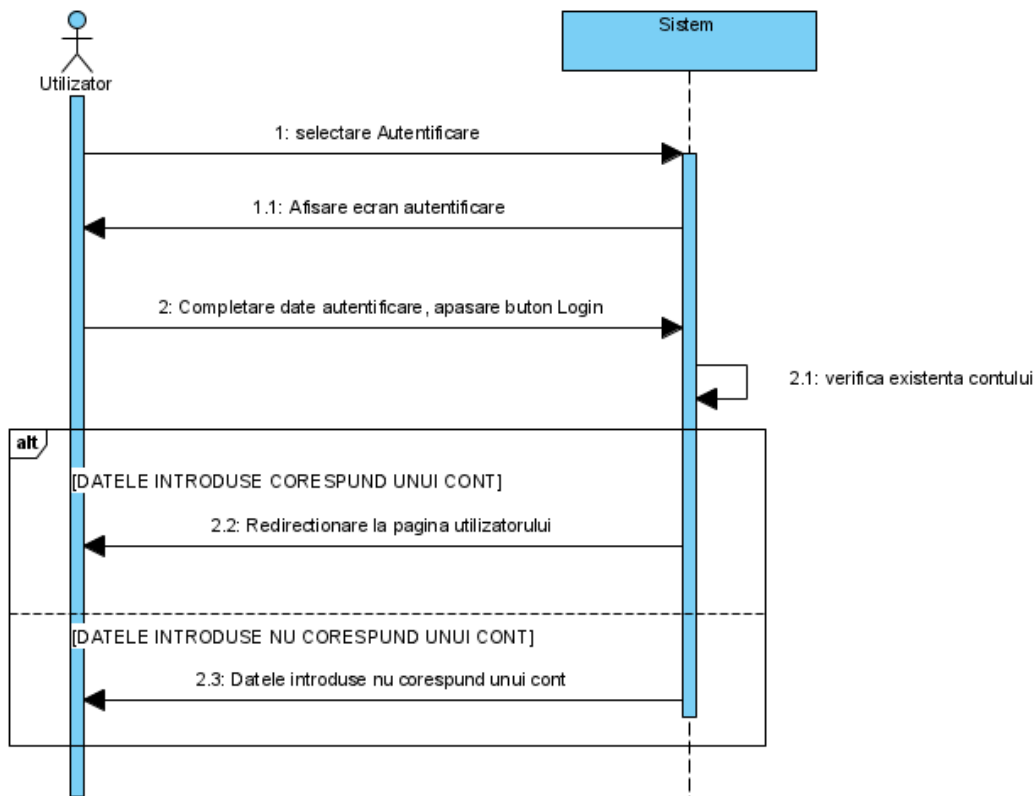 Sistem
Utilizator
1: selectare Autentificare
1.1: Afisare ecran autentificare
2: Completare date autentificare, apasare buton Login
2.1: verifica existenta contului
alt
[DATELE INTRODUSE CORESPUND UNUI CONT]
2.2: Redirectionare la pagina utilizatorului
[DATELE INTRODUSE NU CORESPUND UNUI CONT]
2.3: Datele introduse nu corespund unui cont